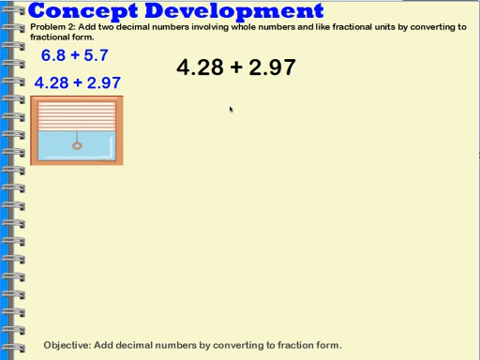 Concept Development
Problem 2: Add two decimal numbers involving whole numbers and like fractional units by converting to
fractional form.
6.8 + 5.7
4.28 + 2.97
4.28 + 2.97
Objective: Add decimal numbers by converting to fraction form.